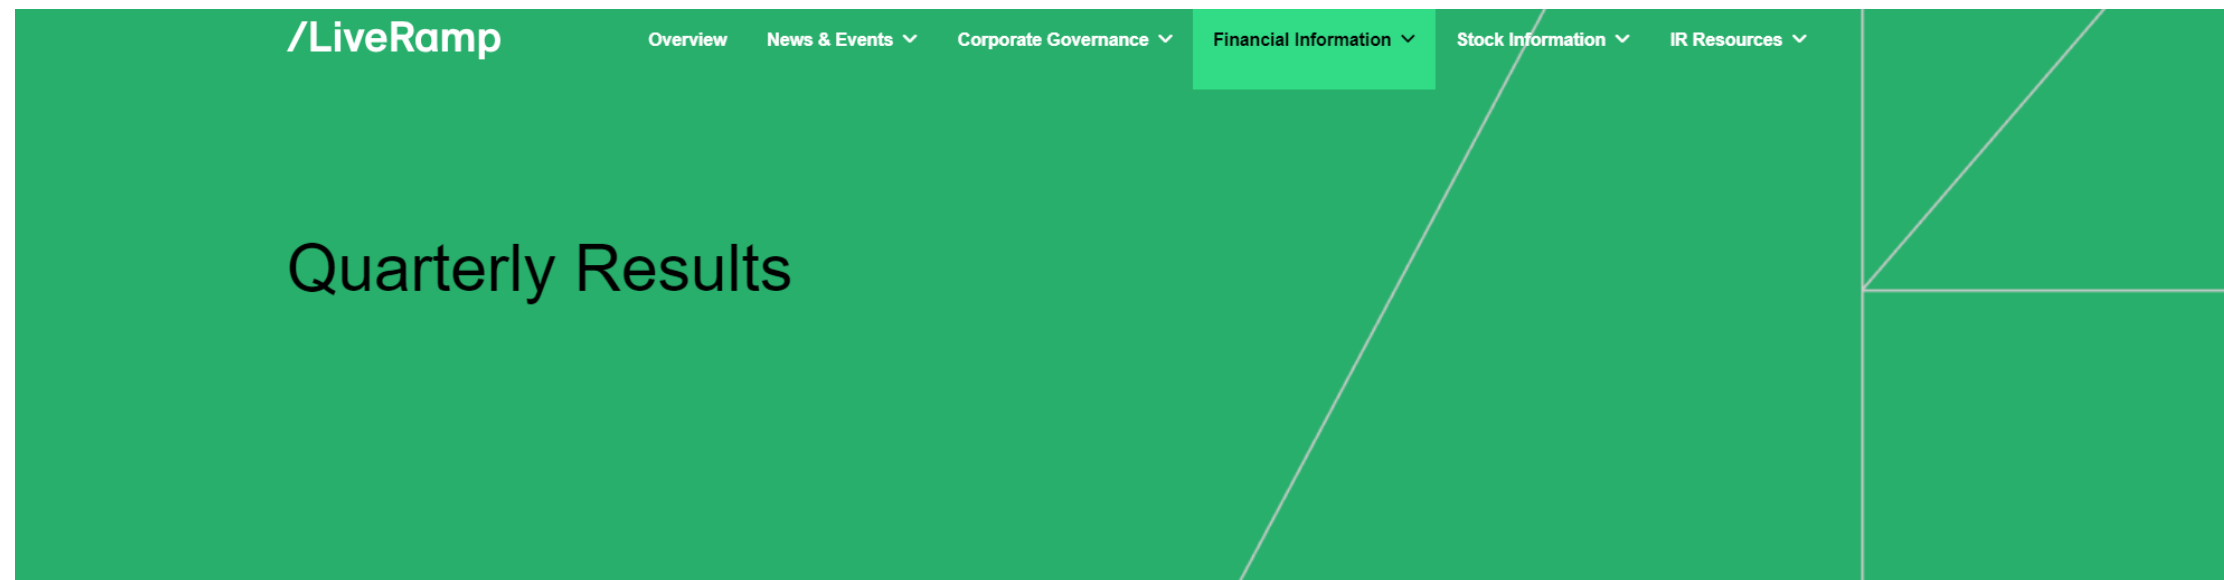 /LiveRamp Overview News & Events Corporate Governance Financial Information Stock Information IR Resources
Quarterly Results